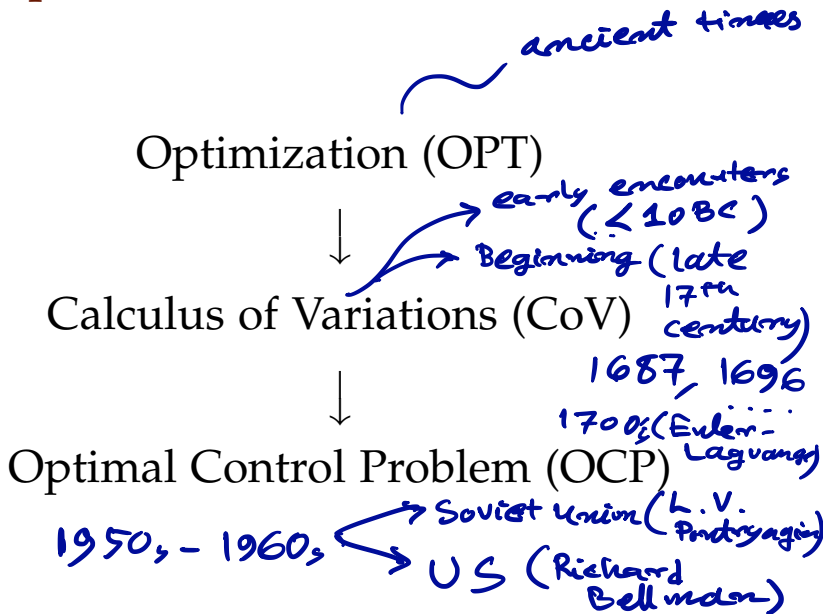 ancient times
Optimization (OPT)
↓
early encounters
(< 10 BC)
Beginning (late
17th
century)
Calculus of Variations (CoV)
1687, 1696
↓
1700s (Euler-
Lagrange)
Optimal Control Problem (OCP)
1950s - 1960s
Soviet Union (L.V.
Pontryagin)
US (Richard
Bellman)